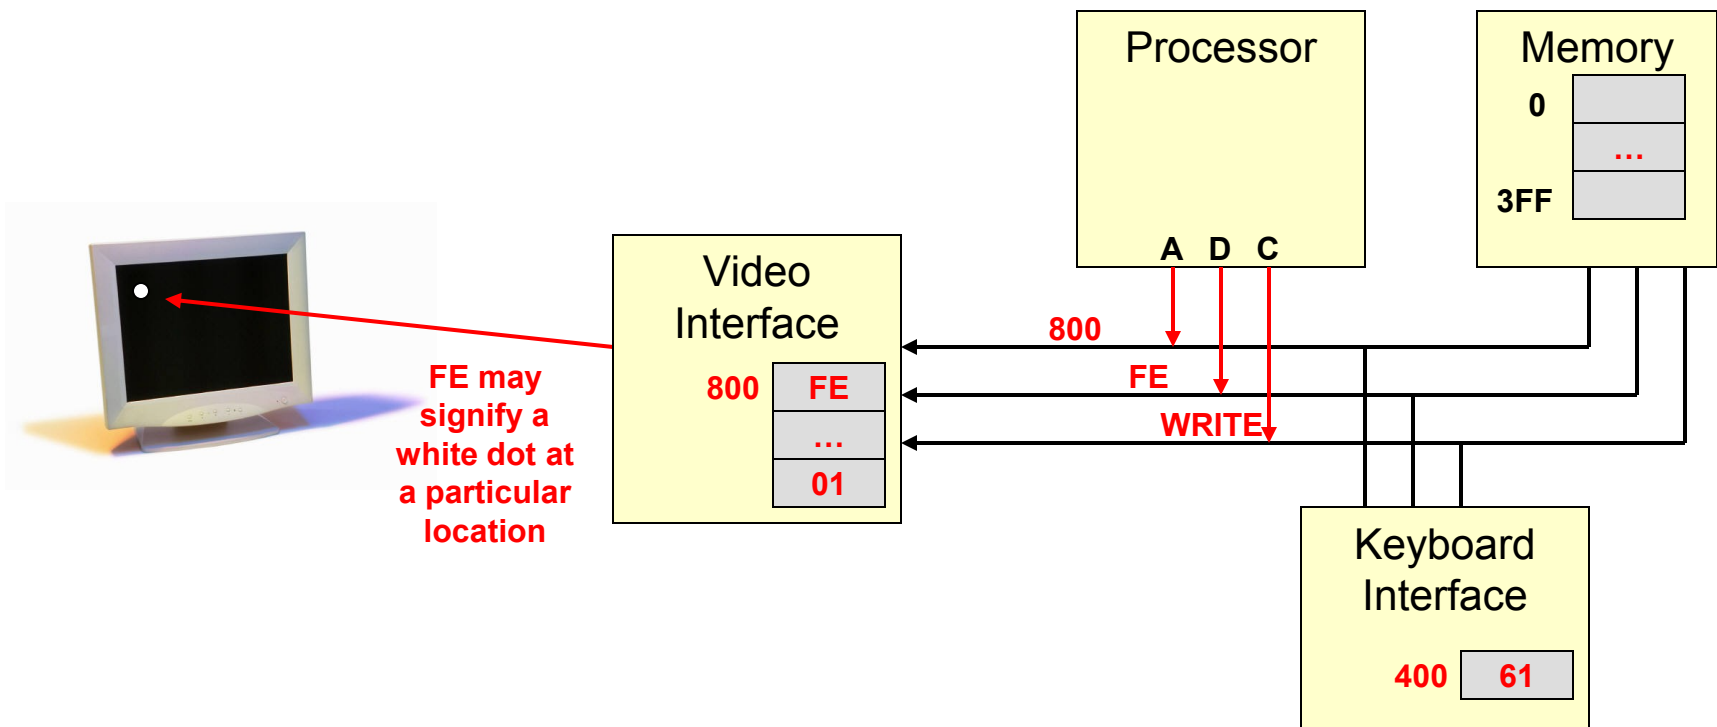 Processor
A D C
Memory
0
…
3FF
Video
Interface
800 FE
…
01
800
FE
WRITE
FE may
signify a
white dot at
a particular
location
Keyboard
Interface
400 61